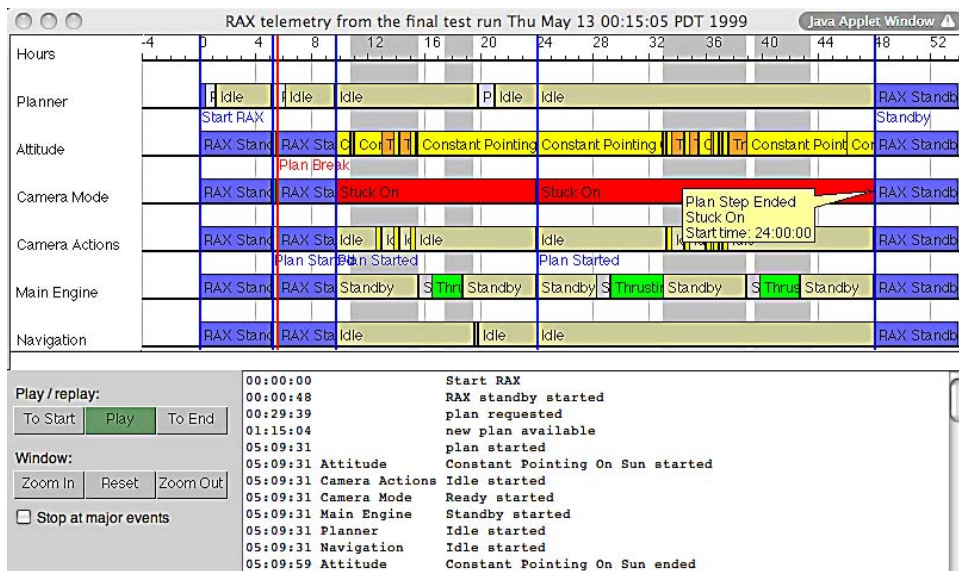 RAX telemetry from the final test run Thu May 13 00:15:05 PDT 1999 Java Applet Window
Hours -4 0 4 8 12 16 20 24 28 32 36 40 44 48 52
Planner Idle Idle Idle P Idle Idle RAX Standb
Start RAX Standby
Attitude RAX Stand RAX Sta C Cor T T Constant Pointing Constant Pointing T T C Tr Constant Point Cor RAX Standb
Plan Break
Camera Mode RAX Stand RAX Sta Stuck On Stuck On RAX Standb
Plan Step Ended
Stuck On
Start time: 24:00:00
Camera Actions RAX Stand RAX Sta Idle Id Id Idle Idle RAX Standb
Plan Started Plan Started Plan Started
Main Engine RAX Stand RAX Sta Standby S Thru Standby Standby S Thrustin Standby S Thrus Standby RAX Standb
Navigation RAX Stand RAX Sta Idle Idle Idle RAX Standb
Play / replay:
To Start Play To End
Window:
Zoom In Reset Zoom Out
Stop at major events
00:00:00 Start RAX
00:00:48 RAX standby started
00:29:39 plan requested
01:15:04 new plan available
05:09:31 plan started
05:09:31 Attitude Constant Pointing On Sun started
05:09:31 Camera Actions Idle started
05:09:31 Camera Mode Ready started
05:09:31 Main Engine Standby started
05:09:31 Planner Idle started
05:09:31 Navigation Idle started
05:09:59 Attitude Constant Pointing On Sun ended